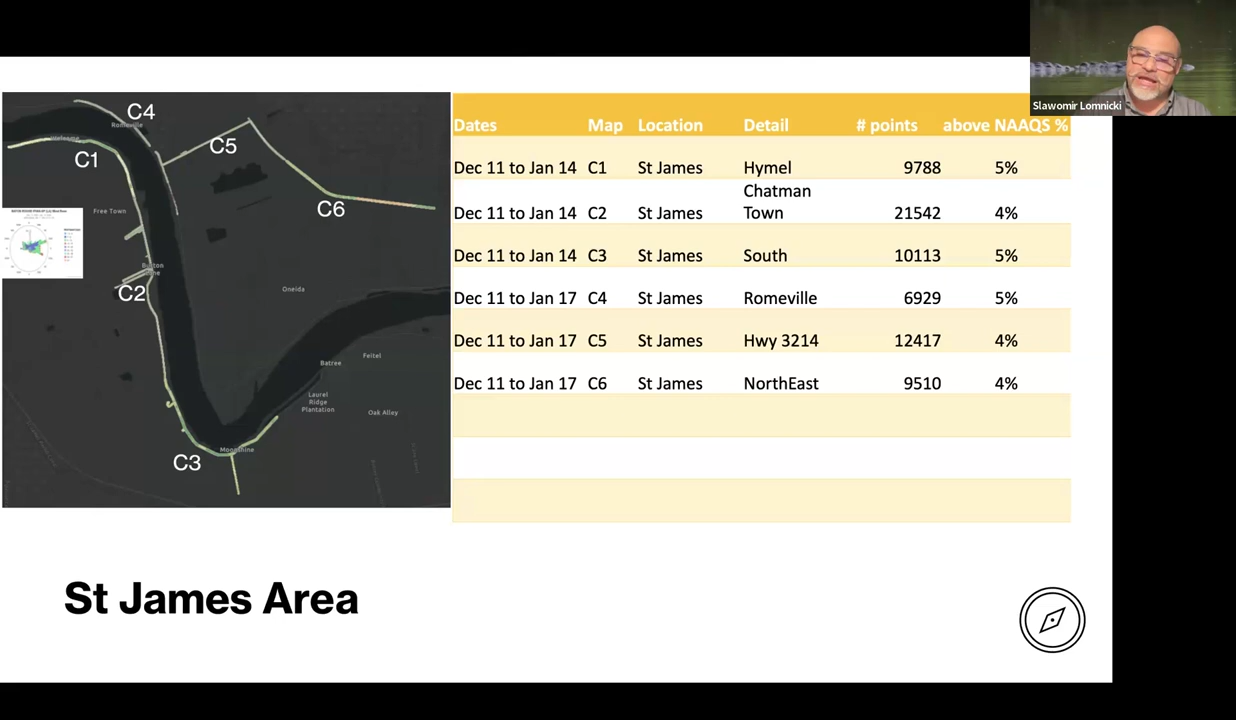 Slawomir Lomnicki
C4
Romeville
Welcome
C1
C5
C6
Free Town
Burton
C2
Oneida
Feitel
Batree
Laurel
Ridge
Plantation
Oak Alley
Moonshine
C3
Dates Map Location Detail # points above NAAQS %
Dec 11 to Jan 14 C1 St James Hymel 9788 5%
Dec 11 to Jan 14 C2 St James Chatman Town 21542 4%
Dec 11 to Jan 14 C3 St James South 10113 5%
Dec 11 to Jan 17 C4 St James Romeville 6929 5%
Dec 11 to Jan 17 C5 St James Hwy 3214 12417 4%
Dec 11 to Jan 17 C6 St James NorthEast 9510 4%
St James Area